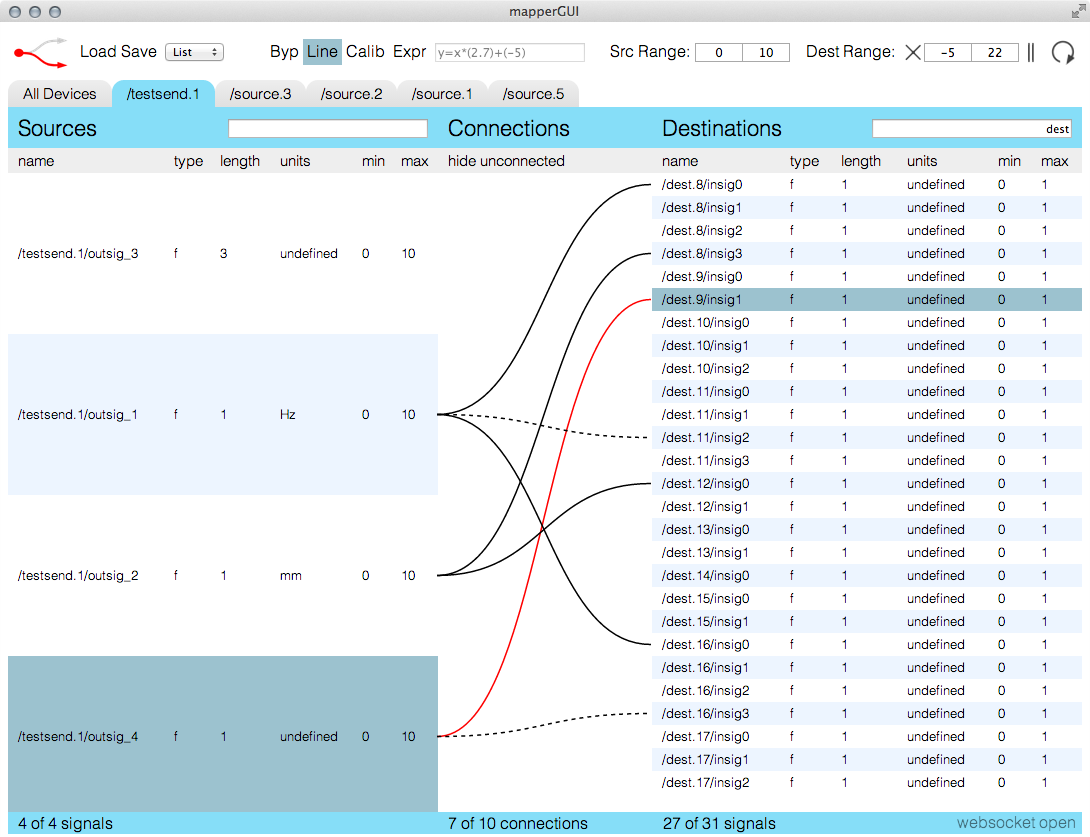 mapperGUI
Load Save List Byp Line Calib Expr y=x*(2.7)+(-5) Src Range: 0 10 Dest Range: -5 22
All Devices /testsend.1 /source.3 /source.2 /source.1 /source.5
Sources Connections Destinations dest
name type length units min max hide unconnected name type length units min max
/dest.8/insig0 f 1 undefined 0 1
/dest.8/insig1 f 1 undefined 0 1
/dest.8/insig2 f 1 undefined 0 1
/testsend.1/outsig_3 f 3 undefined 0 10 /dest.8/insig3 f 1 undefined 0 1
/dest.9/insig0 f 1 undefined 0 1
/dest.9/insig1 f 1 undefined 0 1
/dest.10/insig0 f 1 undefined 0 1
/dest.10/insig1 f 1 undefined 0 1
/dest.10/insig2 f 1 undefined 0 1
/dest.11/insig0 f 1 undefined 0 1
/testsend.1/outsig_1 f 1 Hz 0 10 /dest.11/insig1 f 1 undefined 0 1
/dest.11/insig2 f 1 undefined 0 1
/dest.11/insig3 f 1 undefined 0 1
/dest.12/insig0 f 1 undefined 0 1
/dest.12/insig1 f 1 undefined 0 1
/dest.13/insig0 f 1 undefined 0 1
/dest.13/insig1 f 1 undefined 0 1
/testsend.1/outsig_2 f 1 mm 0 10 /dest.14/insig0 f 1 undefined 0 1
/dest.15/insig0 f 1 undefined 0 1
/dest.15/insig1 f 1 undefined 0 1
/dest.16/insig0 f 1 undefined 0 1
/dest.16/insig1 f 1 undefined 0 1
/dest.16/insig2 f 1 undefined 0 1
/dest.16/insig3 f 1 undefined 0 1
/testsend.1/outsig_4 f 1 undefined 0 10 /dest.17/insig0 f 1 undefined 0 1
/dest.17/insig1 f 1 undefined 0 1
/dest.17/insig2 f 1 undefined 0 1
4 of 4 signals 7 of 10 connections 27 of 31 signals websocket open